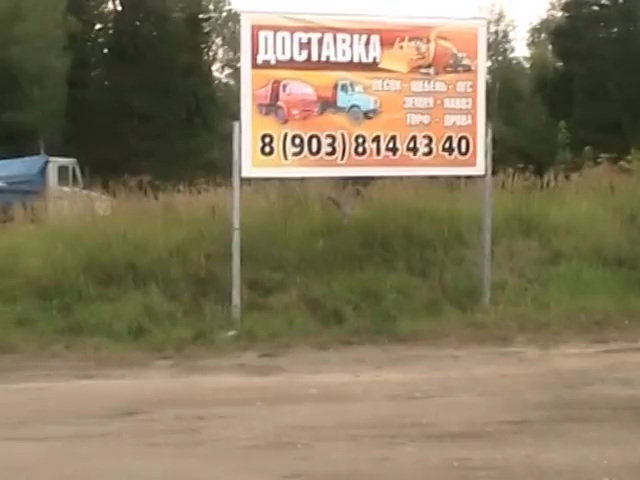 ДОСТАВКА
ПЕСОК - ЩЕБЕНЬ - ПГС
ЗЕМЛЯ - НАВОЗ
ТОРФ - ДРОВА
8 (903) 814 43 40